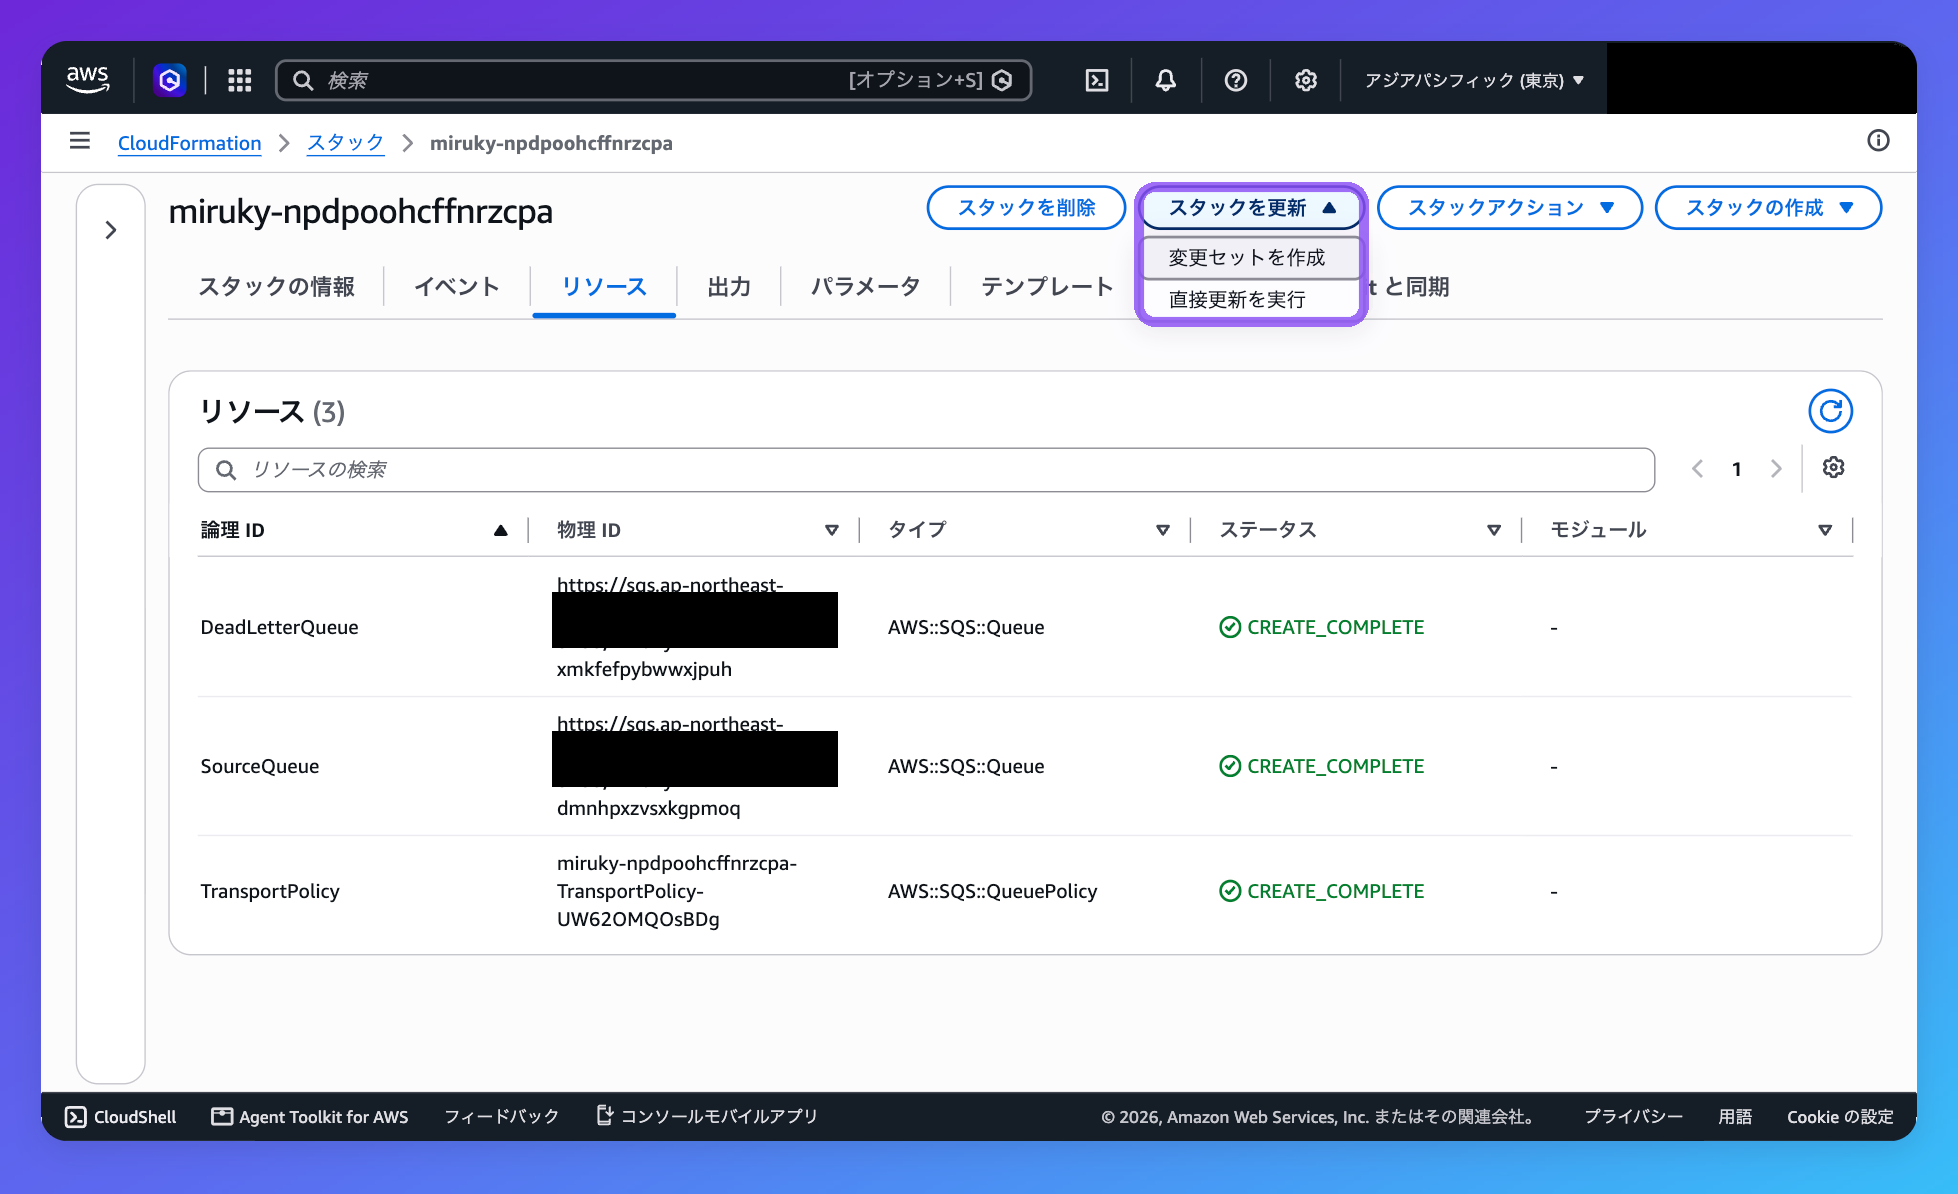 aws
検索 [オプション+S]
アジアパシフィック (東京) ▼
CloudFormation > スタック > miruky-npdpoohcffnrzcpa
miruky-npdpoohcffnrzcpa
スタックを削除
スタックを更新 ▲
スタックアクション ▼
スタックの作成 ▼
変更セットを作成
直接更新を実行
スタックの情報
イベント
リソース
出力
パラメータ
テンプレート
t と同期
リソース (3)
リソースの検索
1
論理 ID
物理 ID
タイプ
ステータス
モジュール
DeadLetterQueue
https://sqs.ap-northeast-
xmkfefpybwwxjpuh
AWS::SQS::Queue
CREATE_COMPLETE
-
SourceQueue
https://sqs.ap-northeast-
dmnhpxzvsxkgpmoq
AWS::SQS::Queue
CREATE_COMPLETE
-
TransportPolicy
miruky-npdpoohcffnrzcpa-
TransportPolicy-
UW62OMQOsBDg
AWS::SQS::QueuePolicy
CREATE_COMPLETE
-
CloudShell
Agent Toolkit for AWS
フィードバック
コンソールモバイルアプリ
© 2026, Amazon Web Services, Inc. またはその関連会社。
プライバシー
用語
Cookie の設定